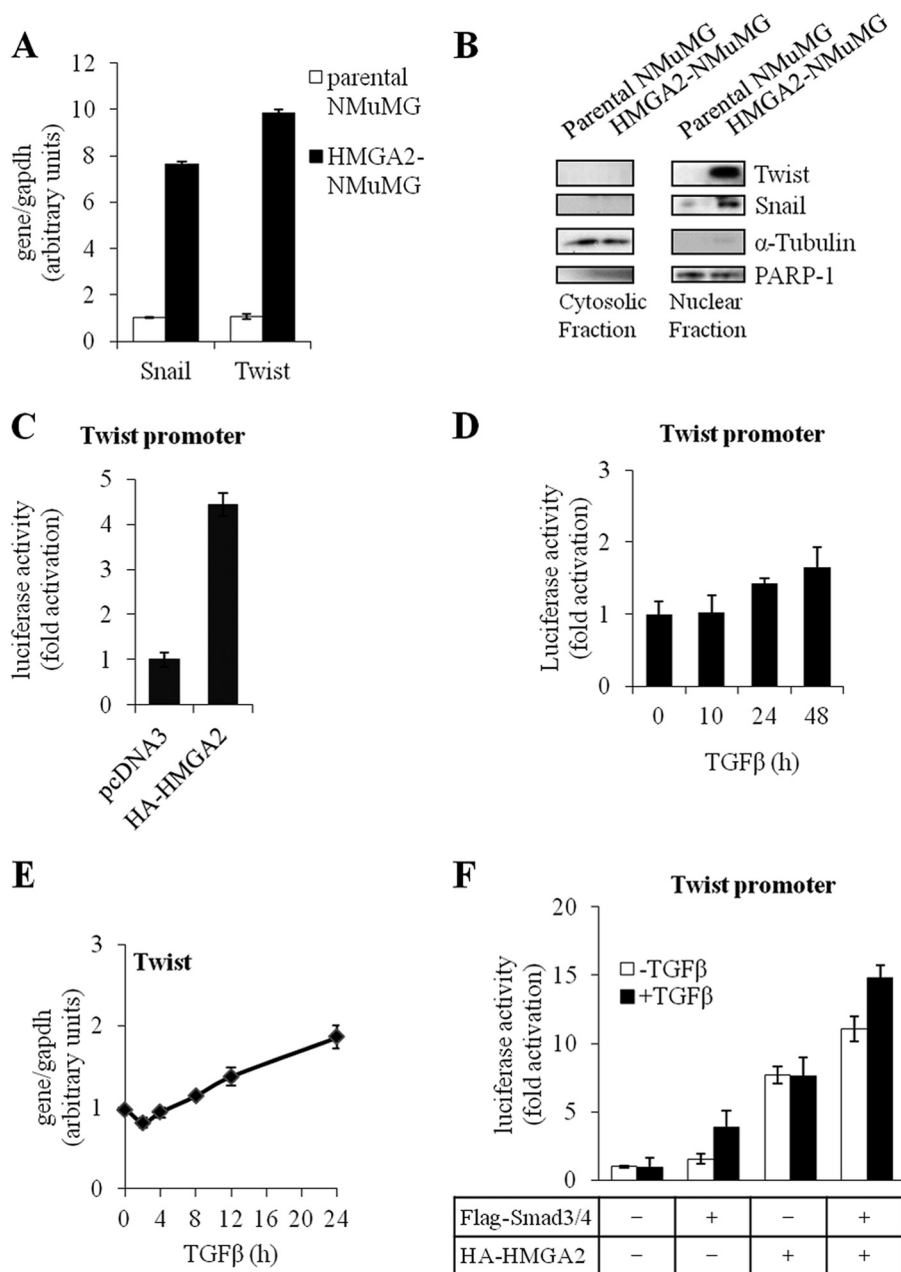 A
12
10
8
6
4
2
0
gene/gapdh
(arbitrary units)
parental
NMuMG
HMGA2-
NMuMG
Snail
Twist
B
Parental NMuMG
HMGA2-NMuMG
Parental NMuMG
HMGA2-NMuMG
Twist
Snail
α-Tubulin
PARP-1
Cytosolic
Fraction
Nuclear
Fraction
C
Twist promoter
luciferase activity
(fold activation)
5
4
3
2
1
0
pcDNA3
HA-HMGA2
D
Twist promoter
Luciferase activity
(fold activation)
3
2
1
0
0 10 24 48
TGFβ (h)
E
Twist
gene/gapdh
(arbitrary units)
3
2
1
0
0 4 8 12 16 20 24
TGFβ (h)
F
Twist promoter
luciferase activity
(fold activation)
20
15
10
5
0
-TGFβ
+TGFβ
Flag-Smad3/4 − + − +
HA-HMGA2 − − + +